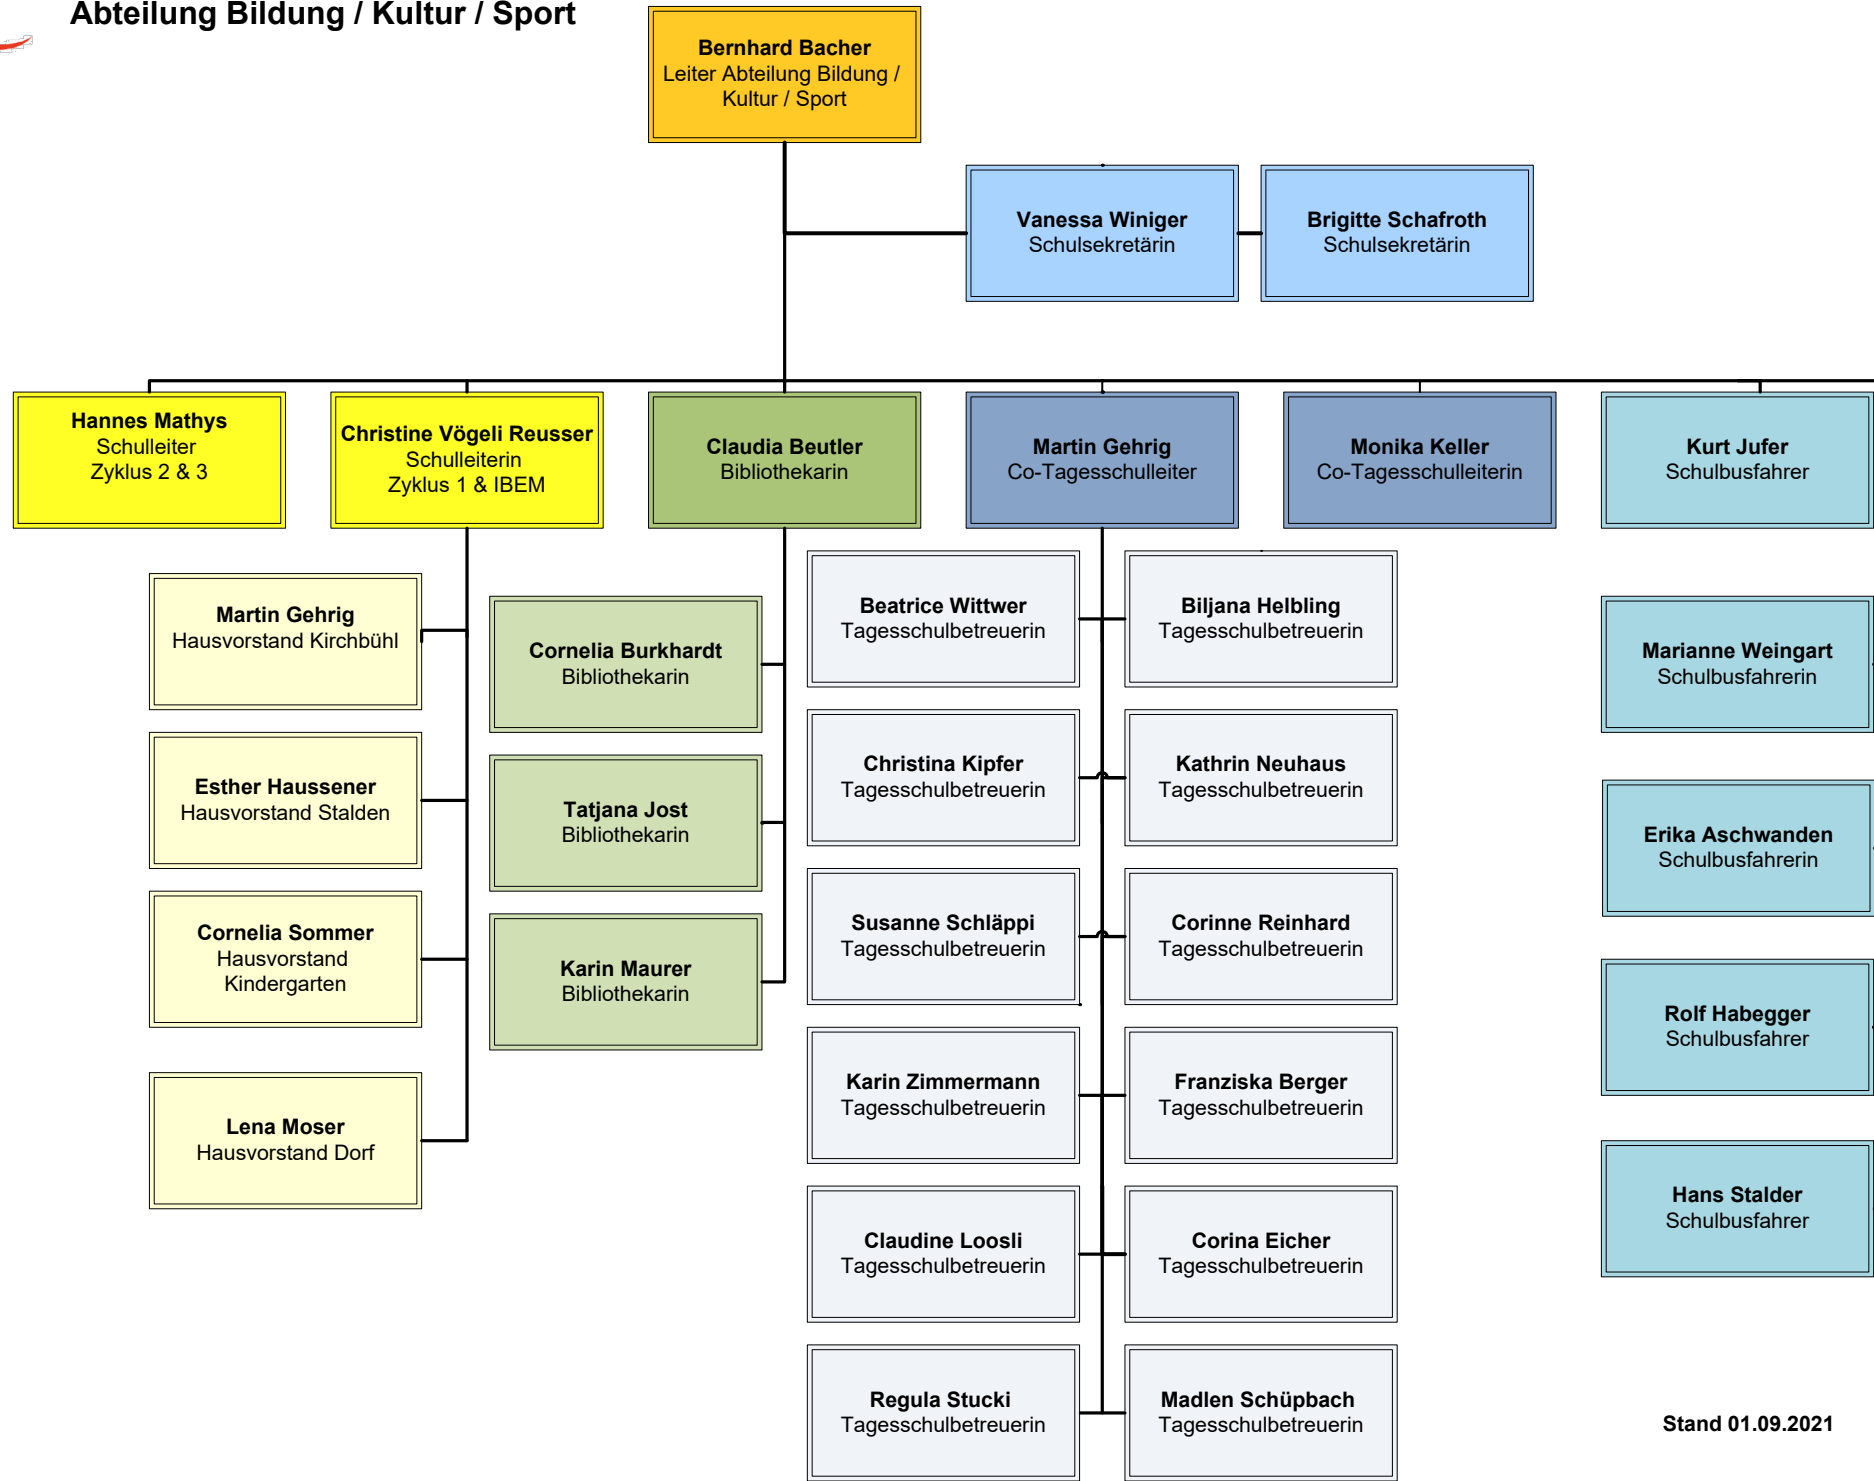 Abteilung Bildung / Kultur / Sport
Bernhard Bacher
Leiter Abteilung Bildung /
Kultur / Sport
Vanessa Winiger
Schulsekretärin
Brigitte Schafroth
Schulsekretärin
Hannes Mathys
Schulleiter
Zyklus 2 & 3
Christine Vögeli Reusser
Schulleiterin
Zyklus 1 & IBEM
Claudia Beutler
Bibliothekarin
Martin Gehrig
Co-Tagesschulleiter
Monika Keller
Co-Tagesschulleiterin
Kurt Jufer
Schulbusfahrer
Martin Gehrig
Hausvorstand Kirchbühl
Esther Haussener
Hausvorstand Stalden
Cornelia Sommer
Hausvorstand
Kindergarten
Lena Moser
Hausvorstand Dorf
Cornelia Burkhardt
Bibliothekarin
Tatjana Jost
Bibliothekarin
Karin Maurer
Bibliothekarin
Beatrice Wittwer
Tagesschulbetreuerin
Biljana Helbling
Tagesschulbetreuerin
Christina Kipfer
Tagesschulbetreuerin
Kathrin Neuhaus
Tagesschulbetreuerin
Susanne Schläppi
Tagesschulbetreuerin
Corinne Reinhard
Tagesschulbetreuerin
Karin Zimmermann
Tagesschulbetreuerin
Franziska Berger
Tagesschulbetreuerin
Claudine Loosli
Tagesschulbetreuerin
Corina Eicher
Tagesschulbetreuerin
Regula Stucki
Tagesschulbetreuerin
Madlen Schüpbach
Tagesschulbetreuerin
Marianne Weingart
Schulbusfahrerin
Erika Aschwanden
Schulbusfahrerin
Rolf Habegger
Schulbusfahrer
Hans Stalder
Schulbusfahrer
Stand 01.09.2021